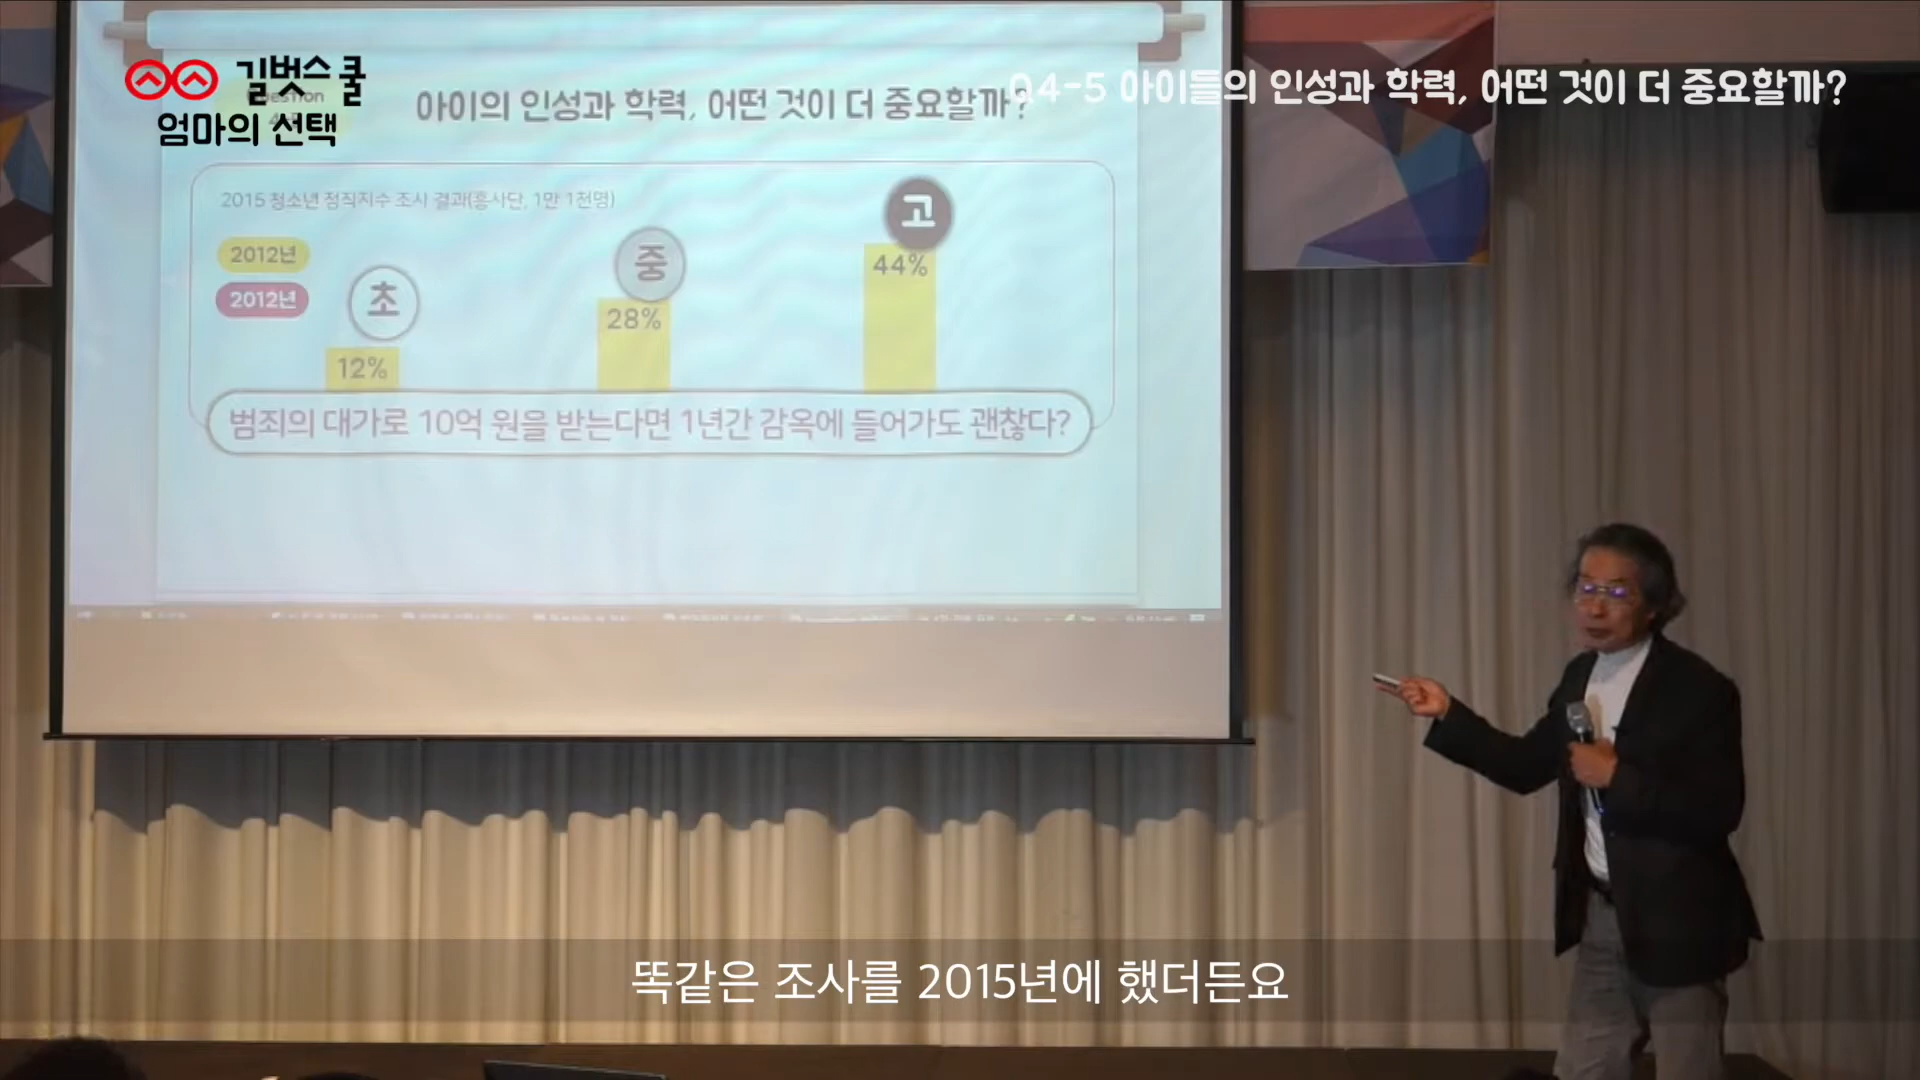 길벗스쿨
엄마의 선택
Question
아이의 인성과 학력, 어떤 것이 더 중요할까?
Q4-5 아이들의 인성과 학력, 어떤 것이 더 중요할까?
2015 청소년 정직지수 조사 결과(흥사단, 1만 1천명)
2012년
2012년
초
12%
중
28%
고
44%
범죄의 대가로 10억 원을 받는다면 1년간 감옥에 들어가도 괜찮다?
똑같은 조사를 2015년에 했더든요